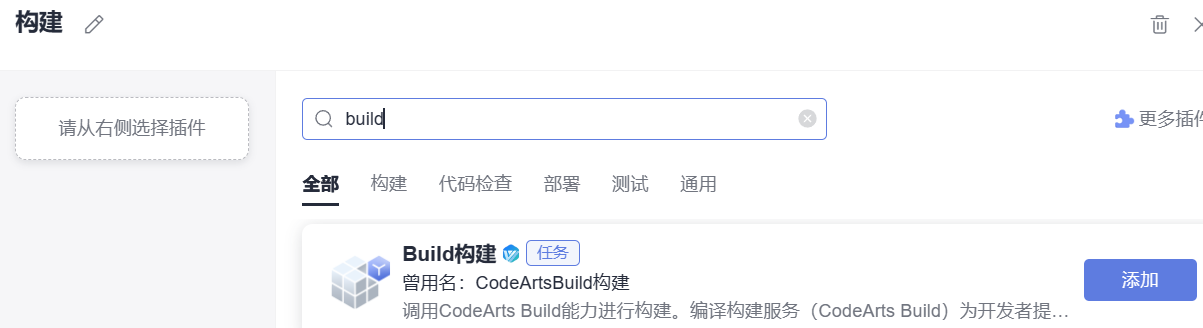 构建
请从右侧选择插件
build
更多插件
全部 构建 代码检查 部署 测试 通用
Build构建 任务
曾用名：CodeArtsBuild构建
添加
调用CodeArts Build能力进行构建。编译构建服务（CodeArts Build）为开发者提…